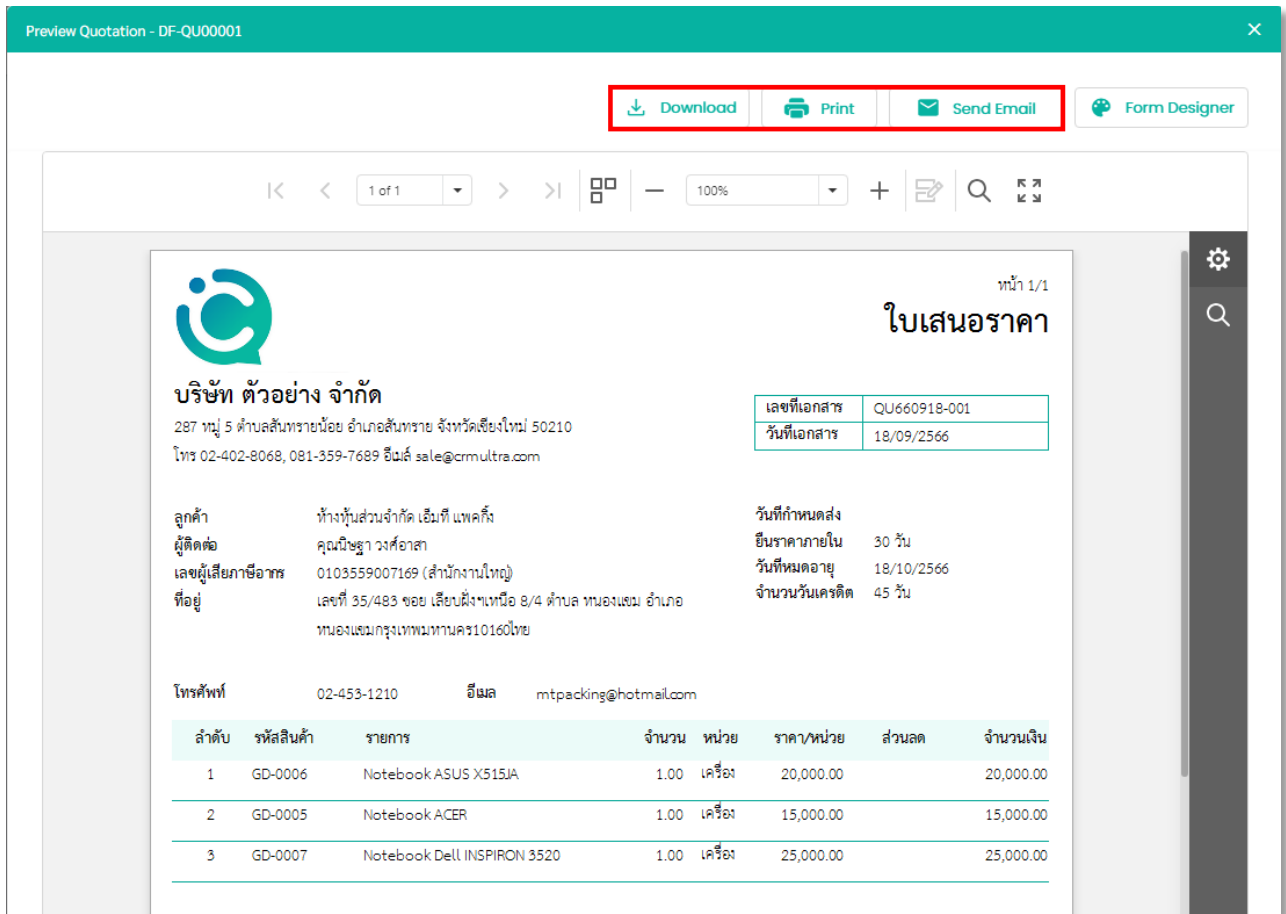 Preview Quotation - DF-QU00001
Download Print Send Email Form Designer
1 of 1 100%
หน้า 1/1
ใบเสนอราคา
บริษัท ตัวอย่าง จำกัด
287 หมู่ 5 ตำบลสันทรายน้อย อำเภอสันทราย จังหวัดเชียงใหม่ 50210
โทร 02-402-8068, 081-359-7689 อีเมล์ sale@crmultra.com
เลขที่เอกสาร QU660918-001
วันที่เอกสาร 18/09/2566
ลูกค้า ห้างหุ้นส่วนจำกัด เอ็มที แพคกิ้ง
ผู้ติดต่อ คุณนิษฐา วงศ์อาสา
เลขผู้เสียภาษีอากร 0103559007169 (สำนักงานใหญ่)
ที่อยู่ เลขที่ 35/483 ซอย เลียบฝั่งฯเหนือ 8/4 ตำบล หนองแขม อำเภอ
หนองแขมกรุงเทพมหานคร10160ไทย
วันที่กำหนดส่ง
ยืนราคาภายใน 30 วัน
วันที่หมดอายุ 18/10/2566
จำนวนวันเครดิต 45 วัน
โทรศัพท์ 02-453-1210 อีเมล mtpacking@hotmail.com
ลำดับ รหัสสินค้า รายการ จำนวน หน่วย ราคา/หน่วย ส่วนลด จำนวนเงิน
1 GD-0006 Notebook ASUS X515JA 1.00 เครื่อง 20,000.00 20,000.00
2 GD-0005 Notebook ACER 1.00 เครื่อง 15,000.00 15,000.00
3 GD-0007 Notebook Dell INSPIRON 3520 1.00 เครื่อง 25,000.00 25,000.00